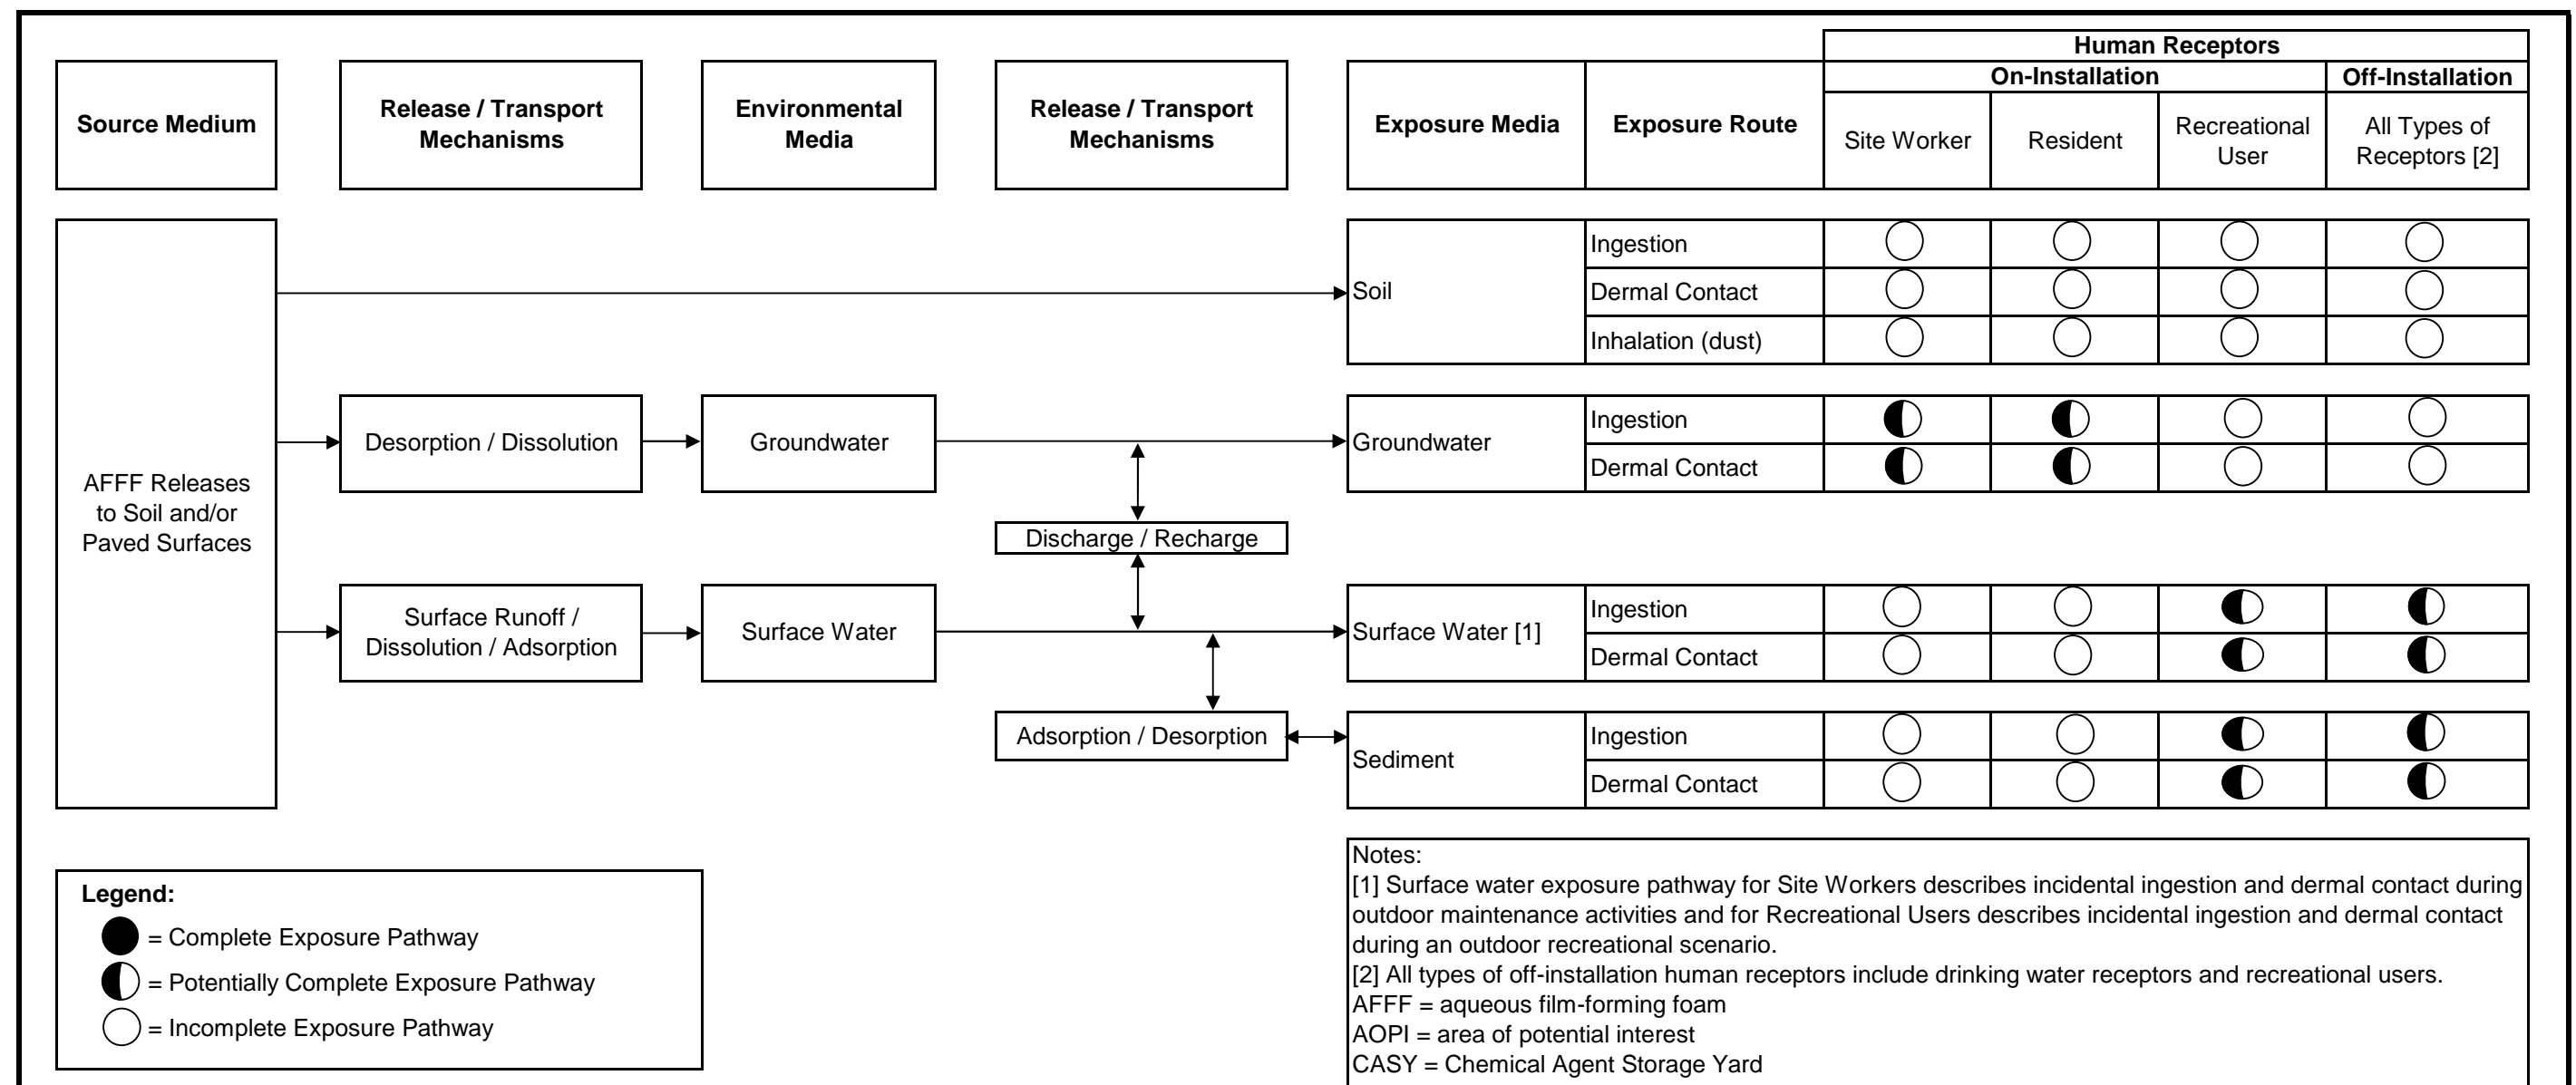 Human Receptors
On-Installation
Off-Installation
Source Medium
Release / Transport
Mechanisms
Environmental
Media
Release / Transport
Mechanisms
Exposure Media
Exposure Route
Site Worker
Resident
Recreational
User
All Types of
Receptors [2]
AFFF Releases
to Soil and/or
Paved Surfaces
Soil
Ingestion
Dermal Contact
Inhalation (dust)
Desorption / Dissolution
Groundwater
Groundwater
Ingestion
Dermal Contact
Discharge / Recharge
Surface Runoff /
Dissolution / Adsorption
Surface Water
Surface Water [1]
Ingestion
Dermal Contact
Adsorption / Desorption
Sediment
Ingestion
Dermal Contact
Legend:
= Complete Exposure Pathway
= Potentially Complete Exposure Pathway
= Incomplete Exposure Pathway
Notes:
[1] Surface water exposure pathway for Site Workers describes incidental ingestion and dermal contact during
outdoor maintenance activities and for Recreational Users describes incidental ingestion and dermal contact
during an outdoor recreational scenario.
[2] All types of off-installation human receptors include drinking water receptors and recreational users.
AFFF = aqueous film-forming foam
AOPI = area of potential interest
CASY = Chemical Agent Storage Yard